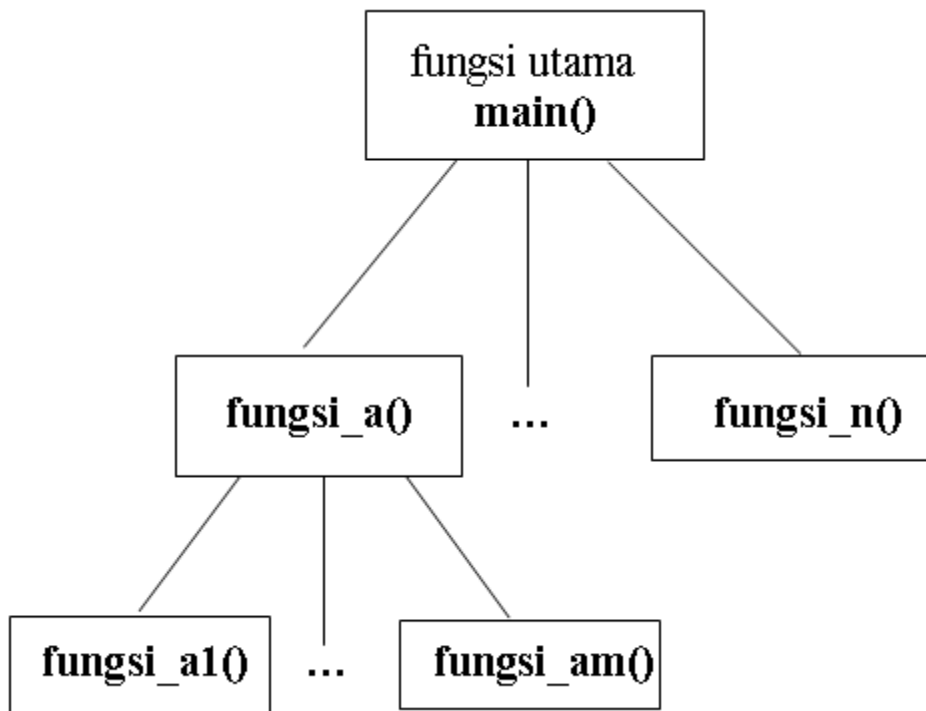 fungsi utama
main()
fungsi_a()
...
fungsi_n()
fungsi_a1()
...
fungsi_am()